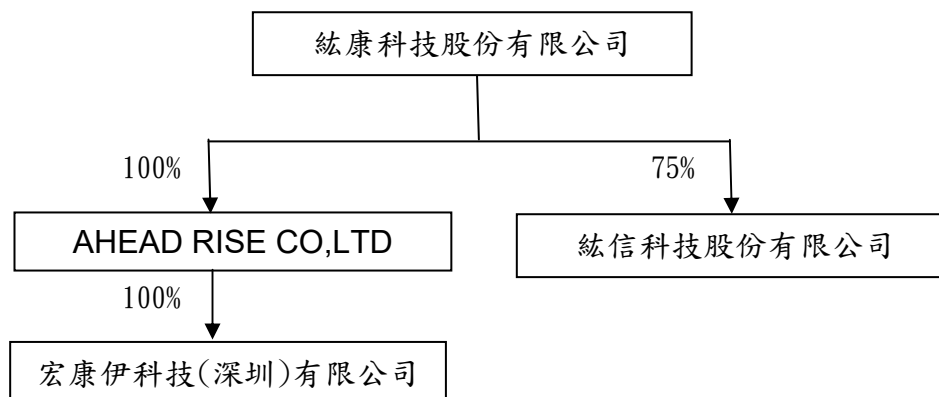 紘康科技股份有限公司
100%
75%
AHEAD RISE CO,LTD
紘信科技股份有限公司
100%
宏康伊科技(深圳)有限公司